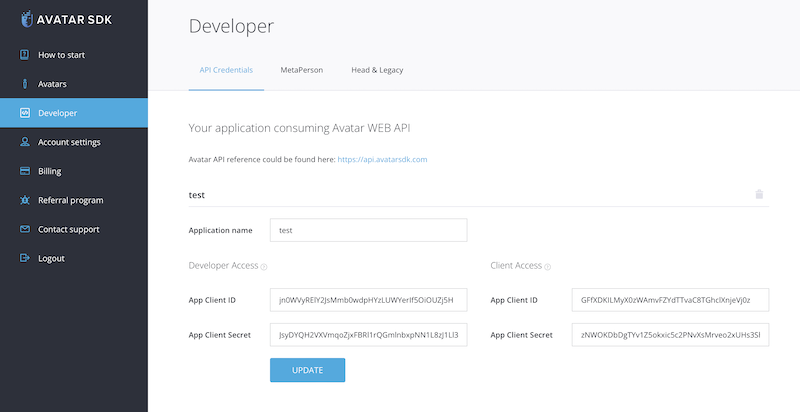 AVATAR SDK
How to start
Avatars
Developer
Account settings
Billing
Referral program
Contact support
Logout
Developer
API Credentials MetaPerson Head & Legacy
Your application consuming Avatar WEB API
Avatar API reference could be found here: https://api.avatarsdk.com
test
Application name test
Developer Access ? Client Access ?
App Client ID jn0WVyRElY2JsMmb0wdpHYzLUWYerIf5OiOUZj5H App Client ID GFfXDKILMyX0zWAmvFZYdTTvaC8TGhclXnjeVj0z
App Client Secret JsyDYQH2VXVmqoZjxFBRl1rQGmInbxpNN1L8zJ1Ll3 App Client Secret zNWOKDbDgTYv1Z5okxic5c2PNvXsMrveo2xUHs3Sl
UPDATE